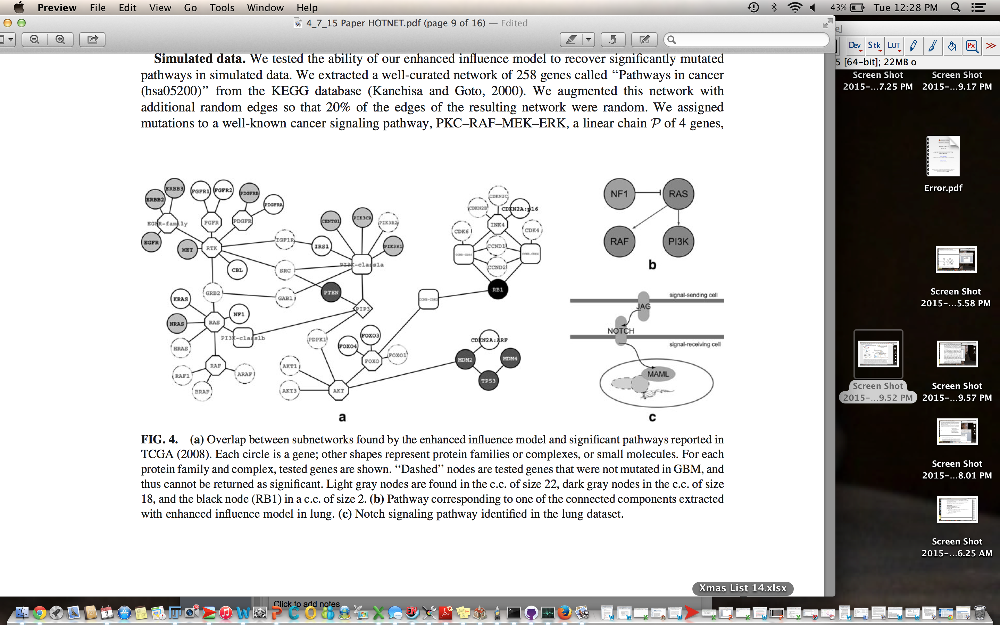 Preview File Edit View Go Tools Window Help
43% Tue 12:28 PM
4_7_15 Paper HOTNET.pdf (page 9 of 16) — Edited
eJ
Dev Stk LUT Px >>
5 [64-bit]; 22MB o
Simulated data. We tested the ability of our enhanced influence model to recover significantly mutated
pathways in simulated data. We extracted a well-curated network of 258 genes called “Pathways in cancer
(hsa05200)” from the KEGG database (Kanehisa and Goto, 2000). We augmented this network with
additional random edges so that 20% of the edges of the resulting network were random. We assigned
mutations to a well-known cancer signaling pathway, PKC–RAF–MEK–ERK, a linear chain P of 4 genes,
ERBB3
ERBB2
FGFR1
FGFR2
PDGFRB
PDGFRA
EGFR-family
FGFR
PDGFR
EGFR
MET
RTK
CBL
IGF1R
IRS1
SRC
GRB2
GAB1
CENTG1
PIK3CA
PIK3R2
PIK3R1
PI3K-class1a
PTEN
PIP3
KRAS
NF1
NRAS
RAS
PI3K-class1b
HRAS
RAF
RAF1
ARAF
BRAF
PDPK1
AKT1
AKT3
AKT
FOXO3
FOXO4
FOXO
FOXO1
CDKN2C
CDKN2B
CDKN2A:p16
INK4
CDK6
CDK4
CCND1
CCND2
RB1
CDKN2A:ARF
MDM2
MDM4
TP53
a
NF1
RAS
RAF
PI3K
b
signal-sending cell
JAG
NOTCH
signal-receiving cell
MAML
c
FIG. 4. (a) Overlap between subnetworks found by the enhanced influence model and significant pathways reported in
TCGA (2008). Each circle is a gene; other shapes represent protein families or complexes, or small molecules. For each
protein family and complex, tested genes are shown. “Dashed” nodes are tested genes that were not mutated in GBM, and
thus cannot be returned as significant. Light gray nodes are found in the c.c. of size 22, dark gray nodes in the c.c. of size
18, and the black node (RB1) in a c.c. of size 2. (b) Pathway corresponding to one of the connected components extracted
with enhanced influence model in lung. (c) Notch signaling pathway identified in the lung dataset.
Screen Shot
2015-...7.25 PM
Screen Shot
2015-...9.17 PM
Error.pdf
Screen Shot
2015-...5.58 PM
Screen Shot
2015-...9.52 PM
Screen Shot
2015-...9.57 PM
Screen Shot
2015-...8.01 PM
Screen Shot
2015-...6.25 AM
Xmas List 14.xlsx
Click to add notes